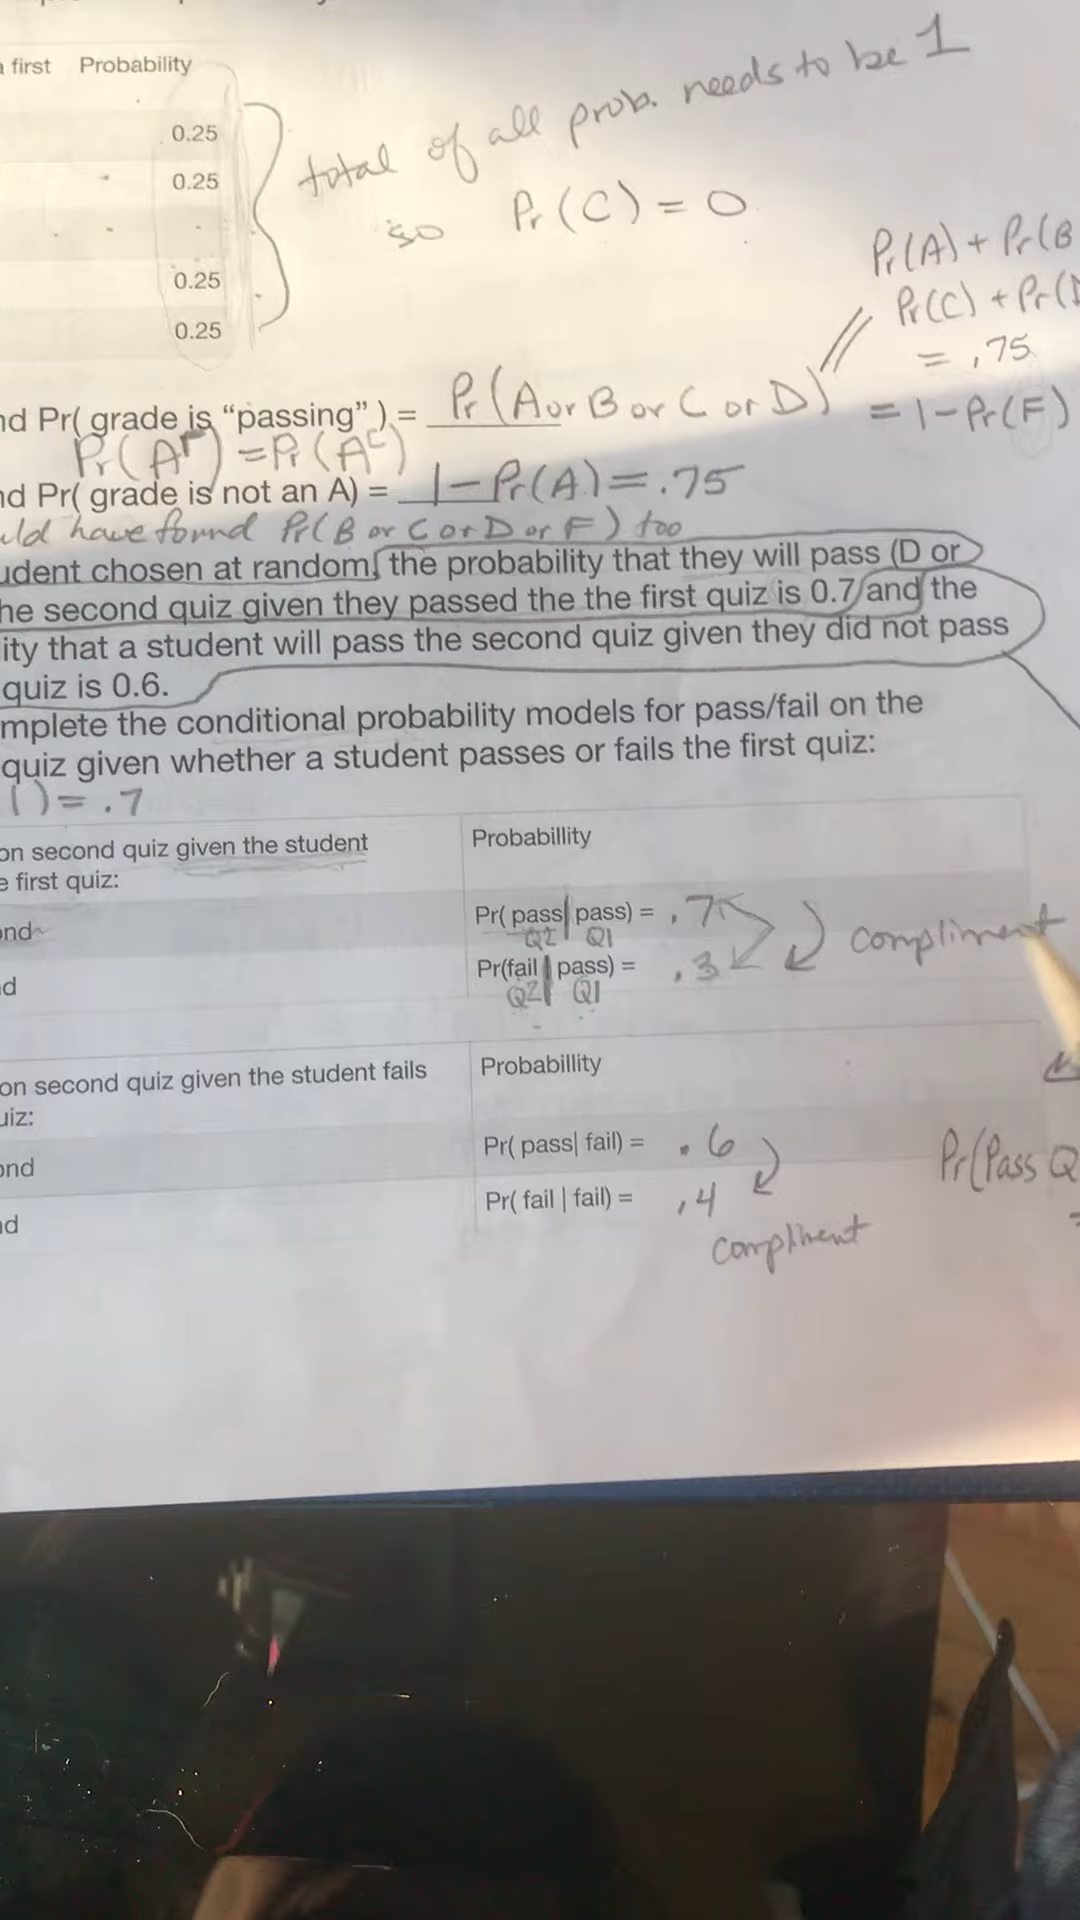 first Probability
0.25
0.25
0.25
0.25
total of all prob. needs to be 1
so Pr(C) = 0
Pr(A) + Pr(B
Pr(C) + Pr(D
= .75
nd Pr( grade is “passing” ) = Pr(A or B or C or D) = 1-Pr(F)
) = Pr(Aᶜ)
nd Pr( grade is not an A) = 1-Pr(A) = .75
uld have found Pr(B or C or D or F) too
udent chosen at random, the probability that they will pass (D or
he second quiz given they passed the the first quiz is 0.7 and the
ity that a student will pass the second quiz given they did not pass
quiz is 0.6.
mplete the conditional probability models for pass/fail on the
quiz given whether a student passes or fails the first quiz:
1) = .7
on second quiz given the student
e first quiz:
Probabillity
ond
Pr( pass| pass) = .7
Q2 Q1
compliment
d
Pr(fail | pass) = .3
Q2 Q1
on second quiz given the student fails
uiz:
Probabillity
ond
Pr( pass| fail) = .6
Pr(Pass Q
nd
Pr( fail | fail) = .4
compliment